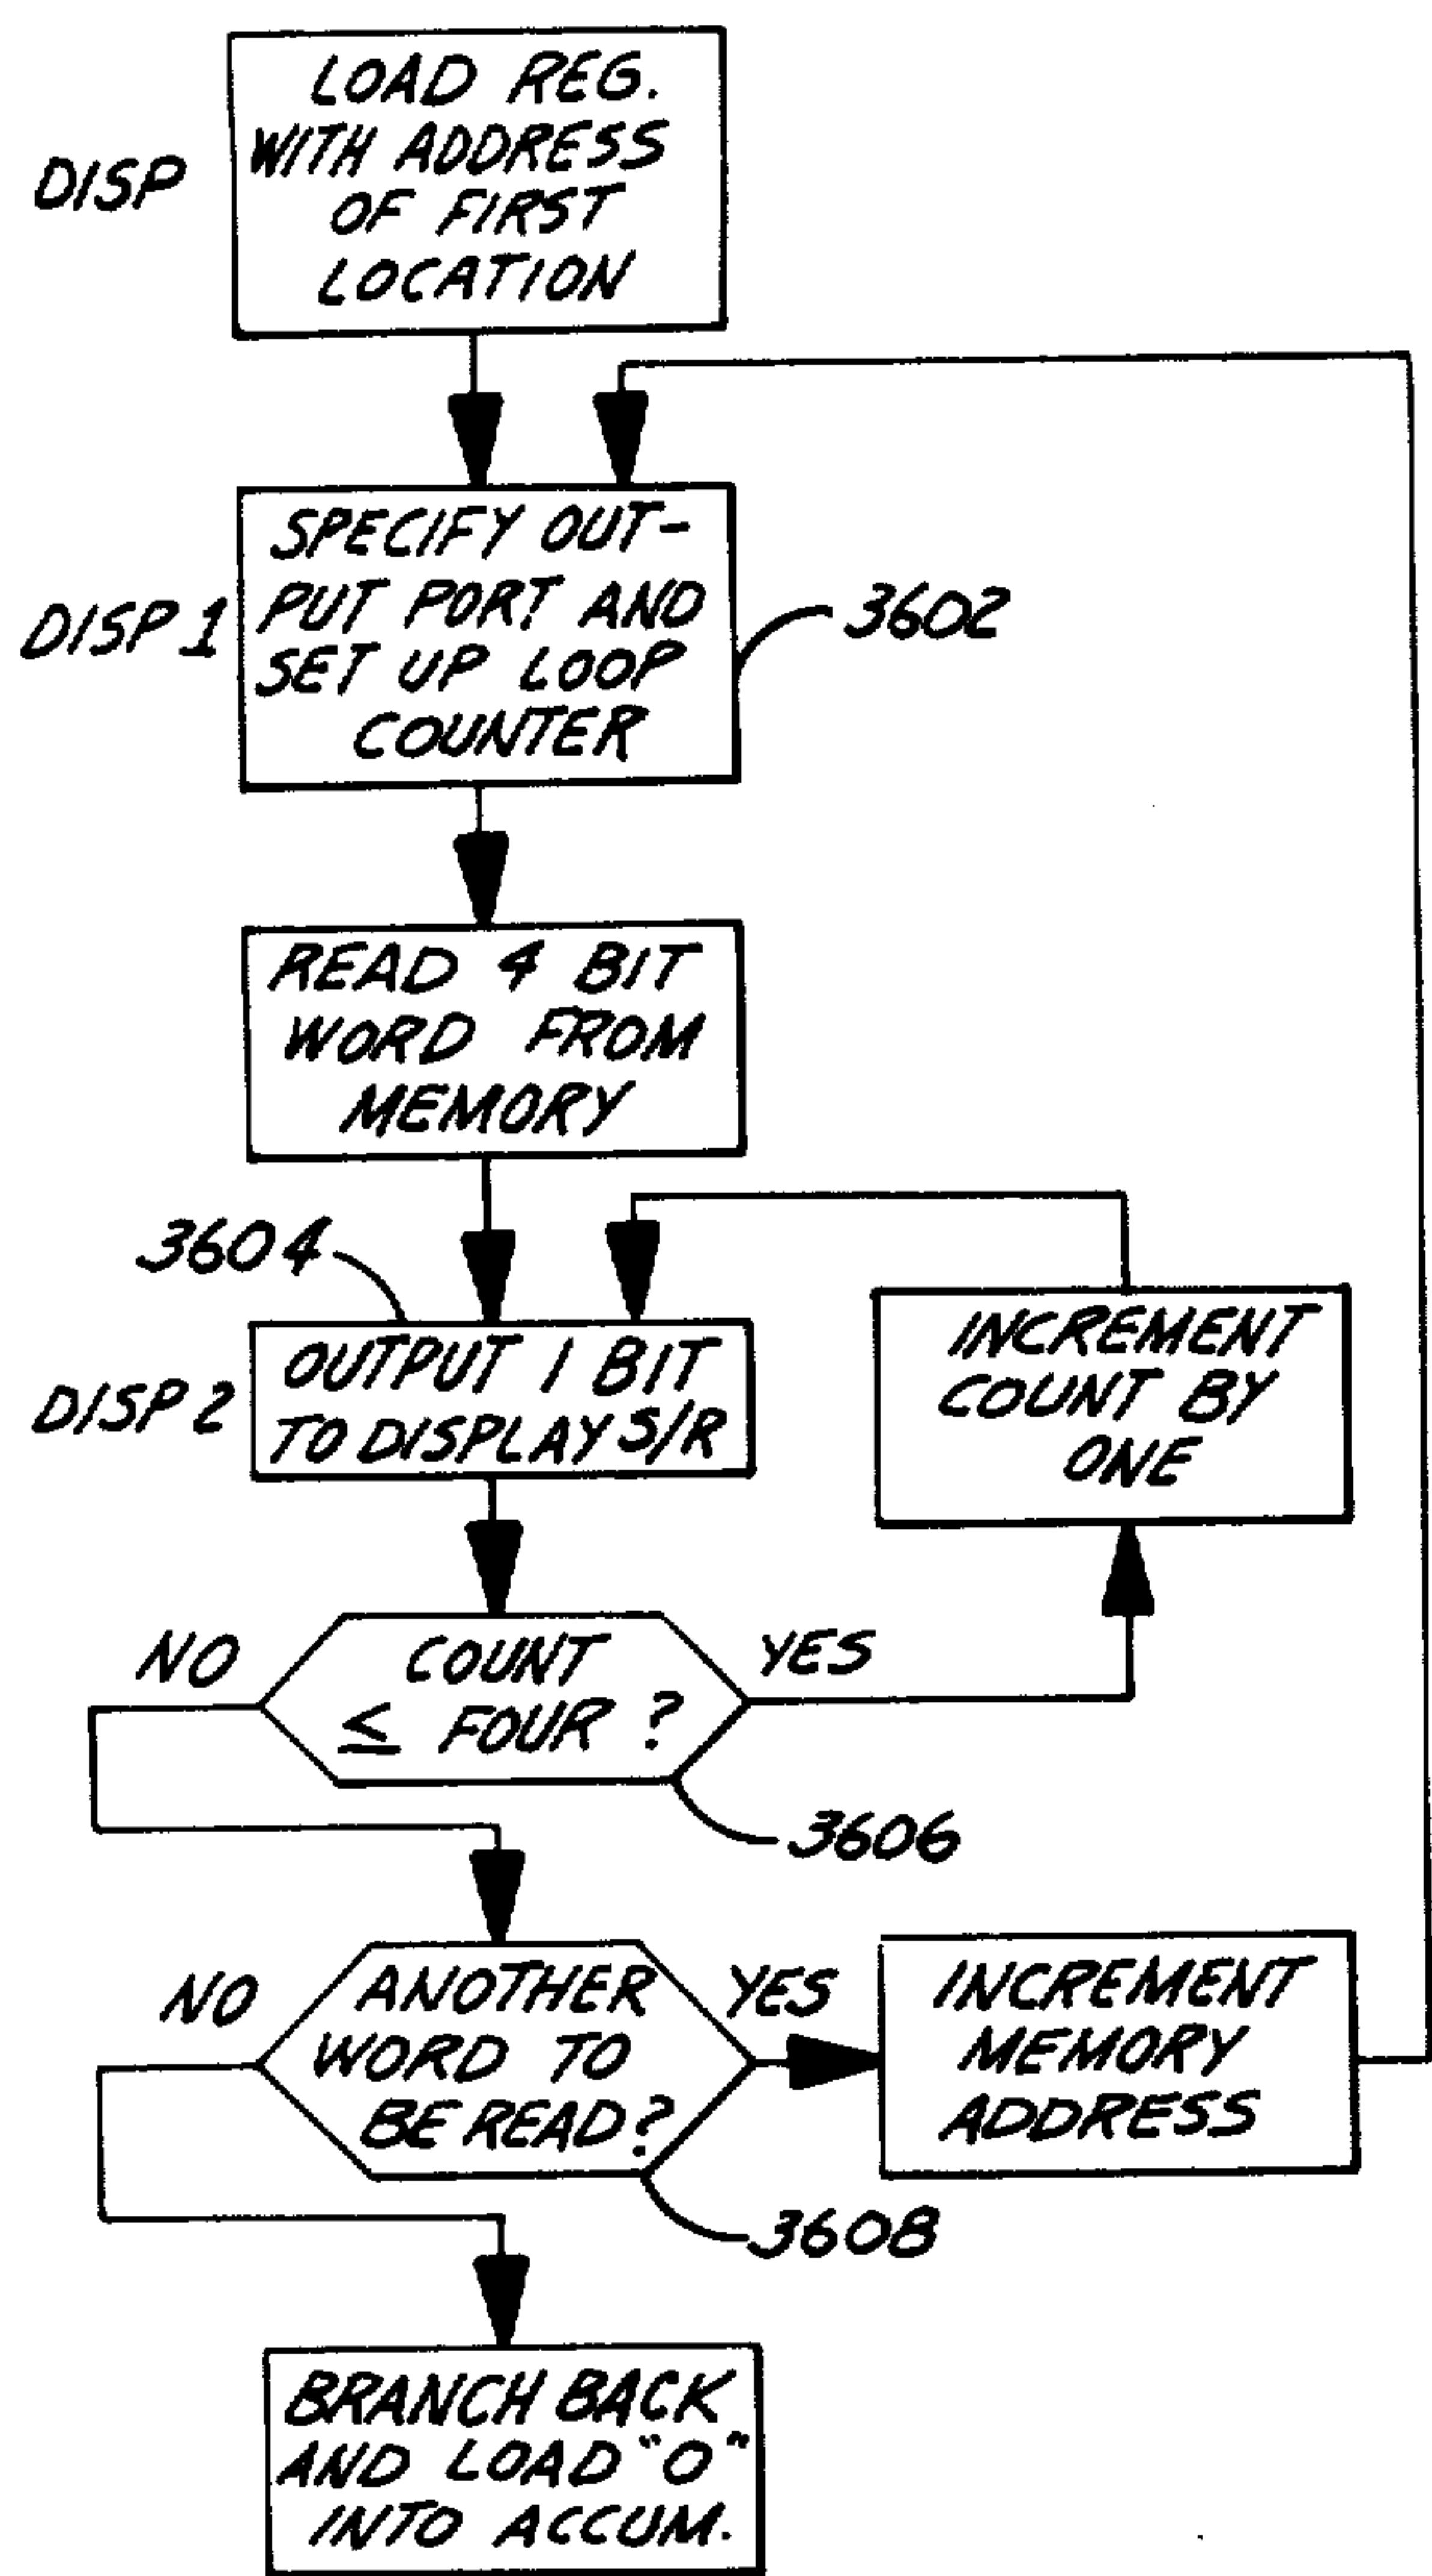 LOAD REG.
WITH ADDRESS
OF FIRST
LOCATION
DISP
SPECIFY OUT-
PUT PORT AND
SET UP LOOP
COUNTER
DISP 1
3602
READ 4 BIT
WORD FROM
MEMORY
3604
OUTPUT 1 BIT
TO DISPLAY S/R
DISP 2
INCREMENT
COUNT BY
ONE
NO
COUNT
≤ FOUR ?
YES
3606
NO
ANOTHER
WORD TO
BE READ?
YES
INCREMENT
MEMORY
ADDRESS
3608
BRANCH BACK
AND LOAD "0"
INTO ACCUM.